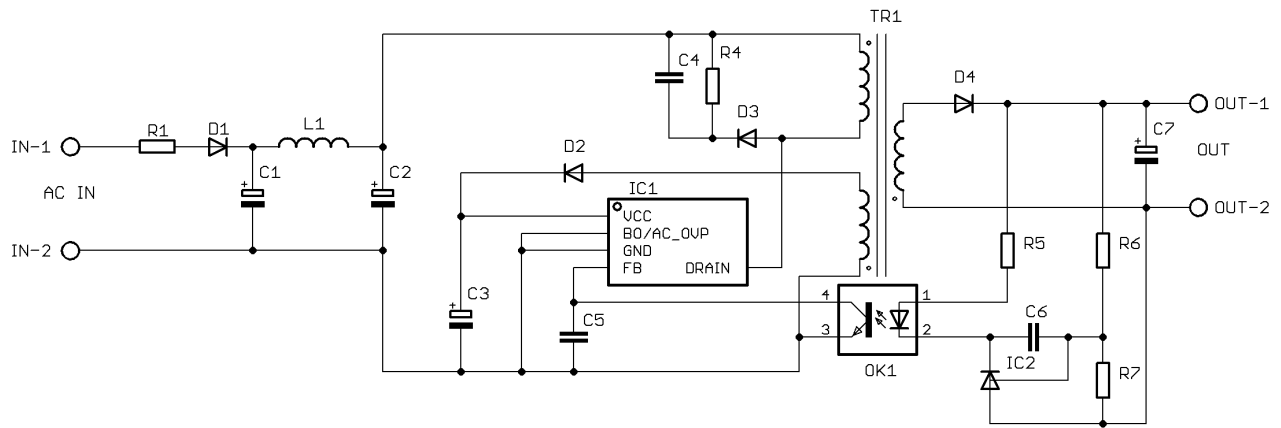 TR1
C4
R4
D4
D3
OUT-1
R1
D1
L1
C7
IN-1
OUT
D2
C1
C2
AC IN
IC1
VCC
OUT-2
BO/AC_OVP
IN-2
GND
R5
R6
FB
DRAIN
C3
4
1
C6
C5
3
2
IC2
OK1
R7
+
+
+
+